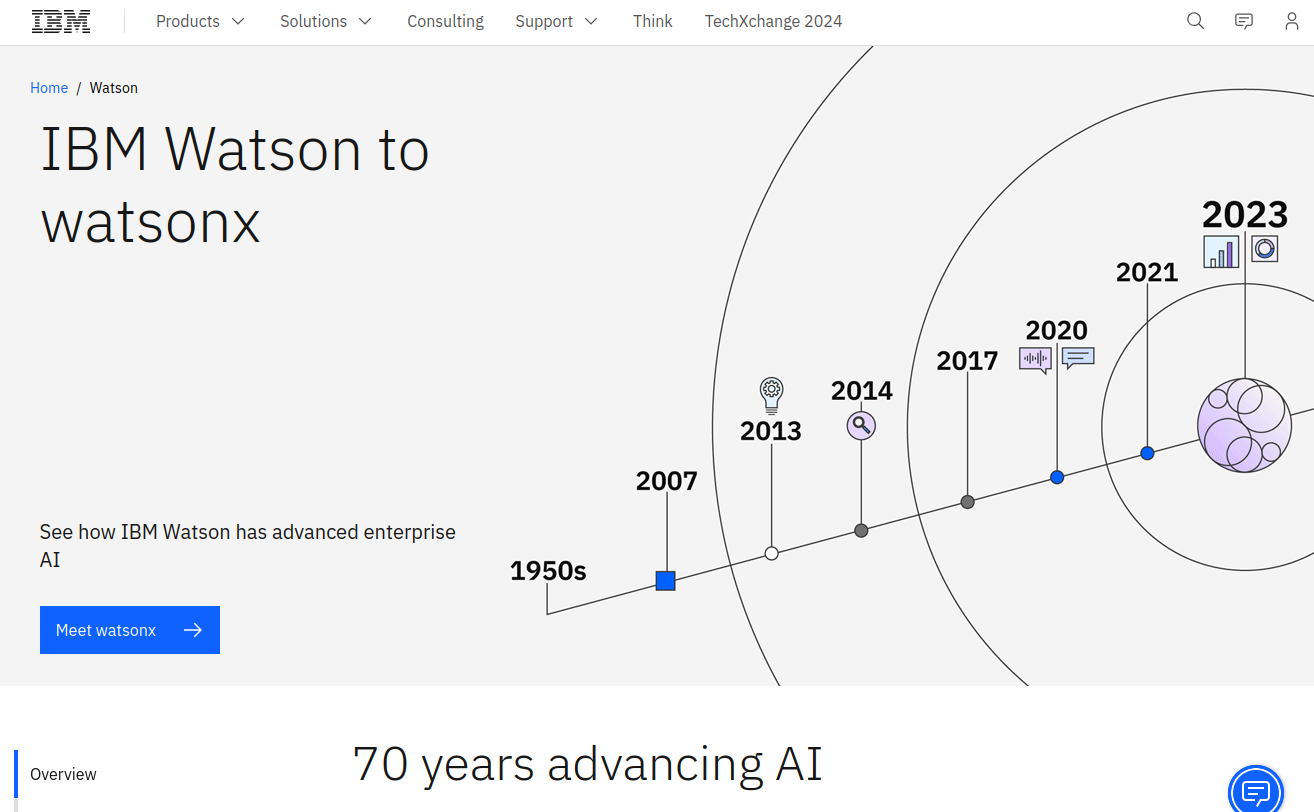 IBM
Products
Solutions
Consulting
Support
Think
TechXchange 2024
Home / Watson
IBM Watson to
watsonx
2023
2021
2020
2017
2014
2013
2007
1950s
See how IBM Watson has advanced enterprise
AI
Meet watsonx
70 years advancing AI
Overview